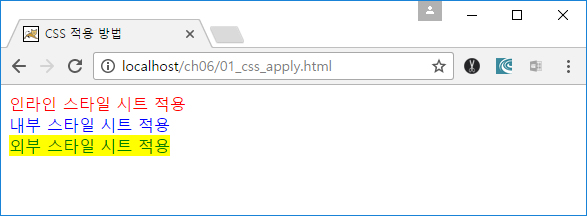 CSS 적용 방법
localhost/ch06/01_css_apply.html
인라인 스타일 시트 적용
내부 스타일 시트 적용
외부 스타일 시트 적용